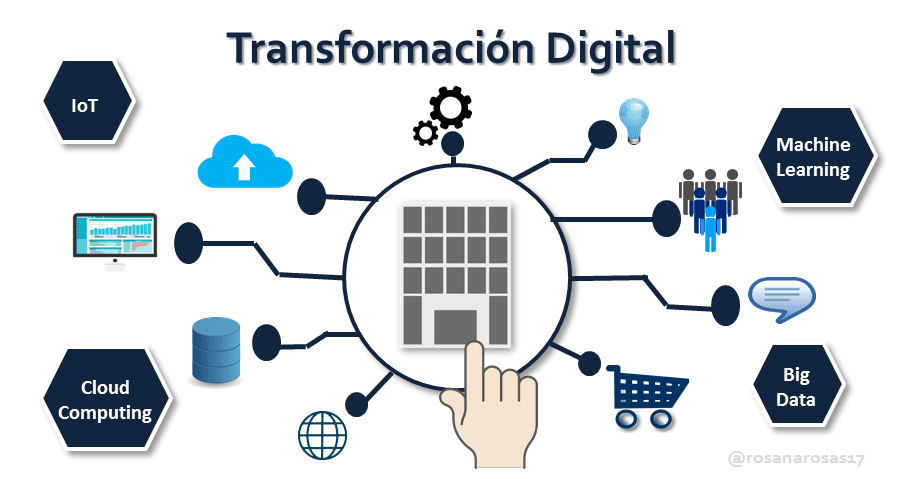 Transformación Digital
IoT
Machine
Learning
Cloud
Computing
Big
Data
@rosanarosas17